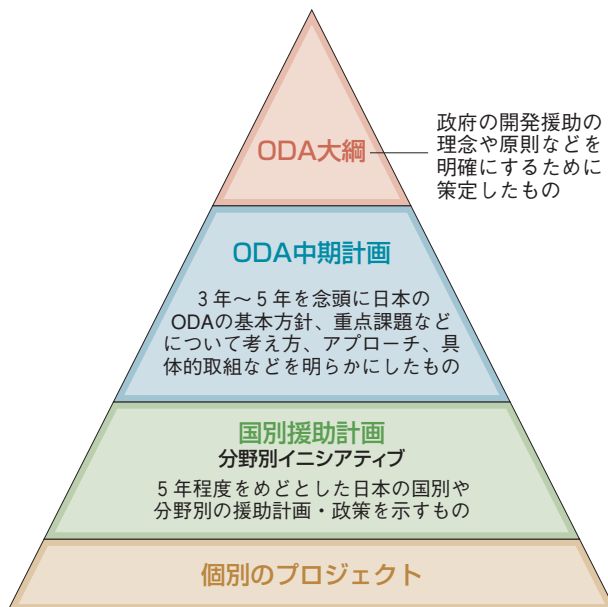 ODA大綱
政府の開発援助の
理念や原則などを
明確にするために
策定したもの
ODA中期計画
3年～5年を念頭に日本の
ODAの基本方針、重点課題など
について考え方、アプローチ、具
体的取組などを明らかにしたもの
国別援助計画
分野別イニシアティブ
5年程度をめどとした日本の国別や
分野別の援助計画・政策を示すもの
個別のプロジェクト